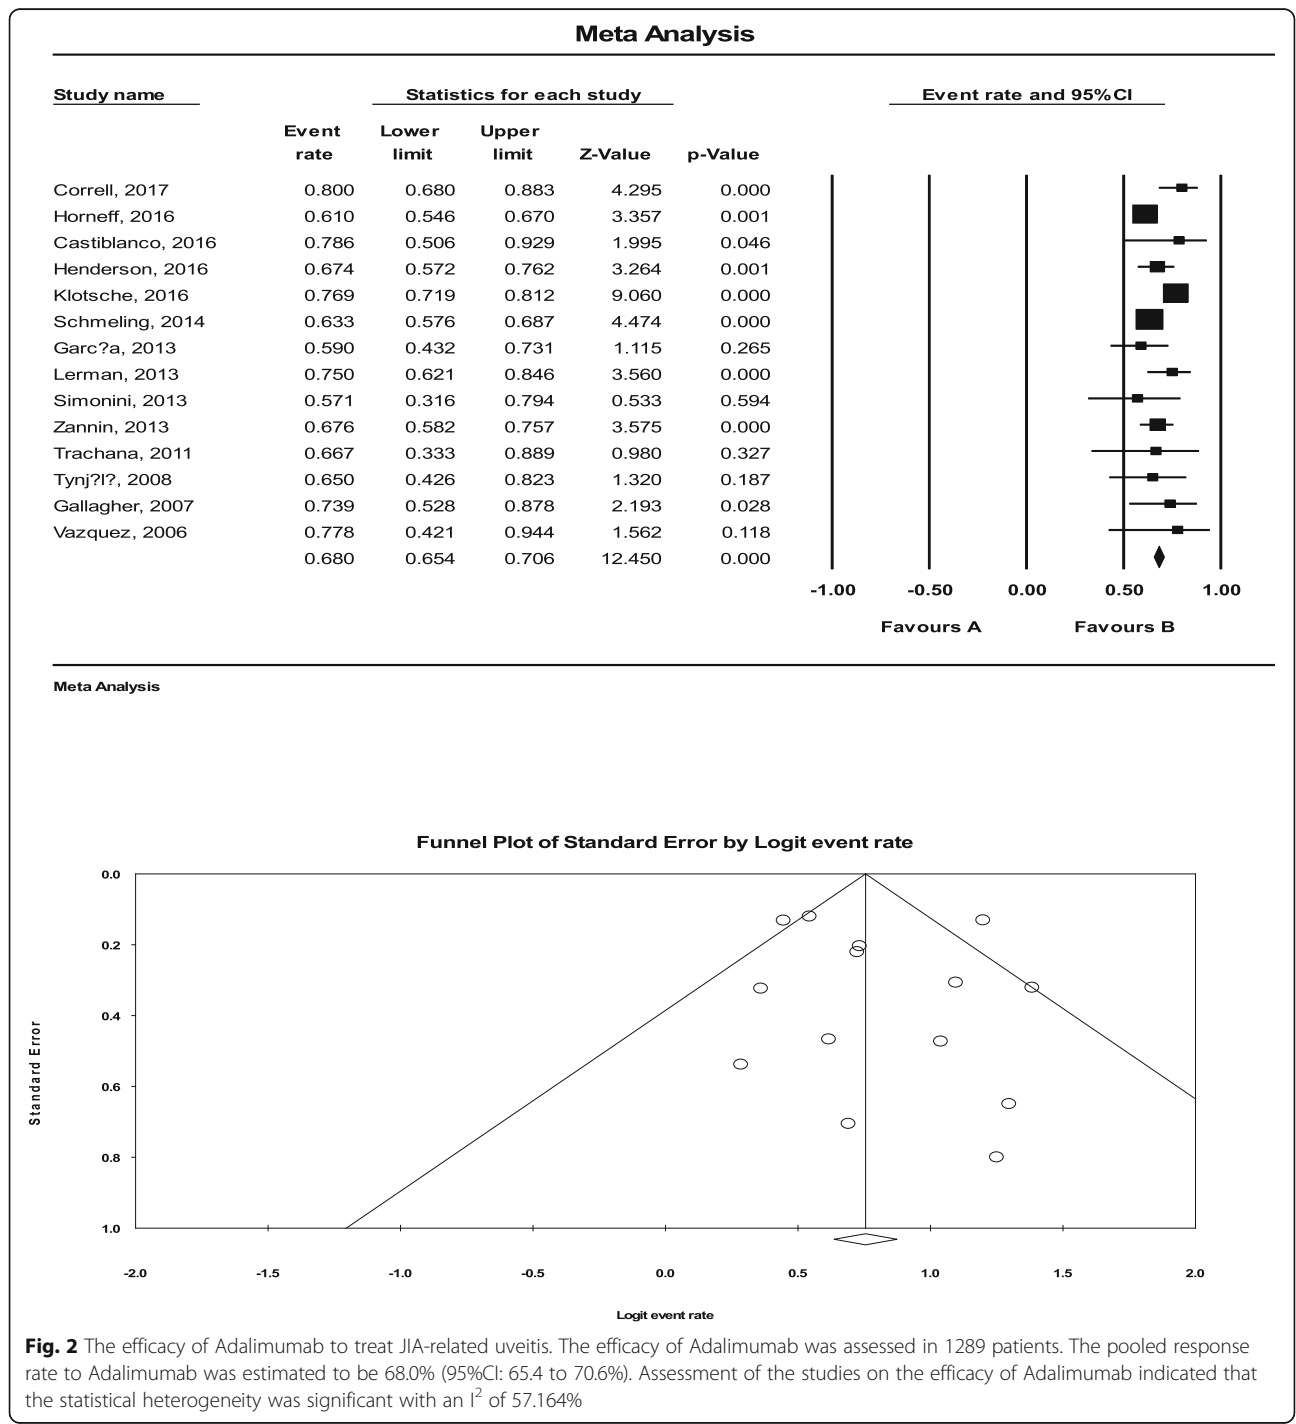 Meta Analysis
Study name Statistics for each study Event rate and 95%CI
Event Lower Upper
rate limit limit Z-Value p-Value
Correll, 2017 0.800 0.680 0.883 4.295 0.000
Horneff, 2016 0.610 0.546 0.670 3.357 0.001
Castiblanco, 2016 0.786 0.506 0.929 1.995 0.046
Henderson, 2016 0.674 0.572 0.762 3.264 0.001
Klotsche, 2016 0.769 0.719 0.812 9.060 0.000
Schmeling, 2014 0.633 0.576 0.687 4.474 0.000
Garc?a, 2013 0.590 0.432 0.731 1.115 0.265
Lerman, 2013 0.750 0.621 0.846 3.560 0.000
Simonini, 2013 0.571 0.316 0.794 0.533 0.594
Zannin, 2013 0.676 0.582 0.757 3.575 0.000
Trachana, 2011 0.667 0.333 0.889 0.980 0.327
Tynj?l?, 2008 0.650 0.426 0.823 1.320 0.187
Gallagher, 2007 0.739 0.528 0.878 2.193 0.028
Vazquez, 2006 0.778 0.421 0.944 1.562 0.118
0.680 0.654 0.706 12.450 0.000
-1.00 -0.50 0.00 0.50 1.00
Favours A Favours B
Meta Analysis
Funnel Plot of Standard Error by Logit event rate
0.0
0.2
0.4
0.6
0.8
1.0
Standard Error
-2.0 -1.5 -1.0 -0.5 0.0 0.5 1.0 1.5 2.0
Logit event rate
Fig. 2 The efficacy of Adalimumab to treat JIA-related uveitis. The efficacy of Adalimumab was assessed in 1289 patients. The pooled response
rate to Adalimumab was estimated to be 68.0% (95%CI: 65.4 to 70.6%). Assessment of the studies on the efficacy of Adalimumab indicated that
the statistical heterogeneity was significant with an I² of 57.164%